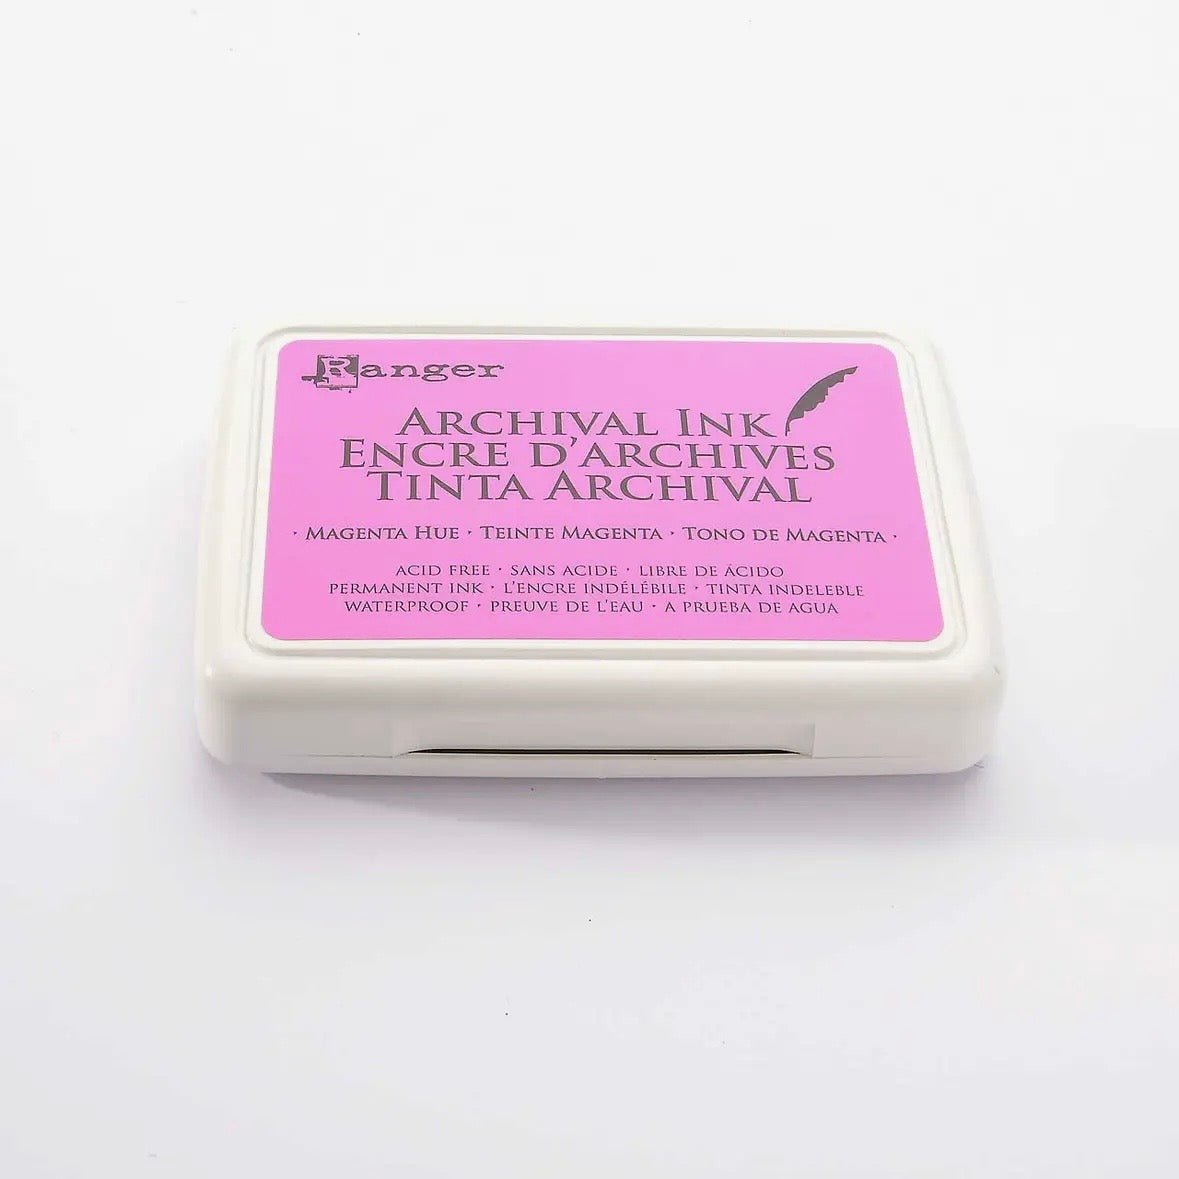 Ranger
ARCHIVAL INK
ENCRE D'ARCHIVES
TINTA ARCHIVAL
· MAGENTA HUE · TEINTE MAGENTA · TONO DE MAGENTA ·
ACID FREE · SANS ACIDE · LIBRE DE ÁCIDO
PERMANENT INK · L'ENCRE INDÉLÉBILE · TINTA INDELEBLE
WATERPROOF · PREUVE DE L'EAU · A PRUEBA DE AGUA